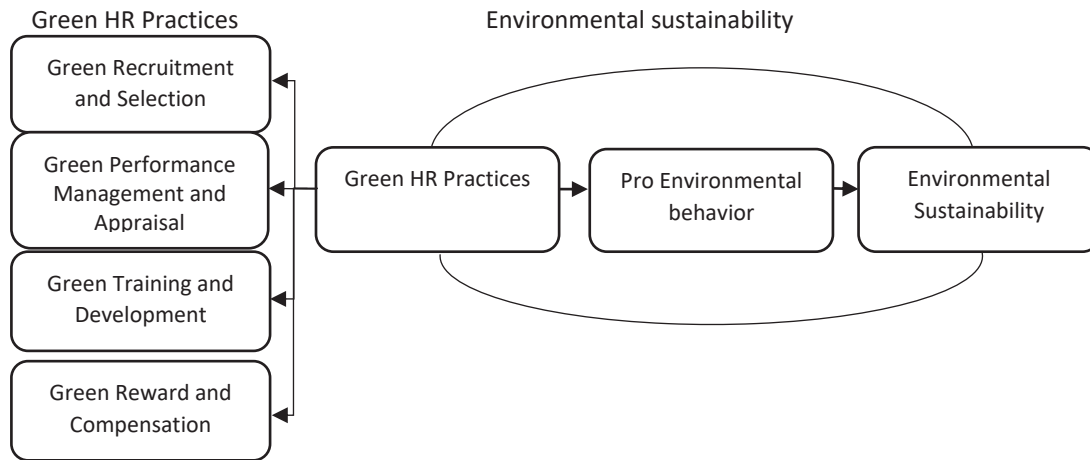 Green HR Practices
Environmental sustainability
Green Recruitment
and Selection
Green Performance
Management and
Appraisal
Green Training and
Development
Green Reward and
Compensation
Green HR Practices
Pro Environmental
behavior
Environmental
Sustainability